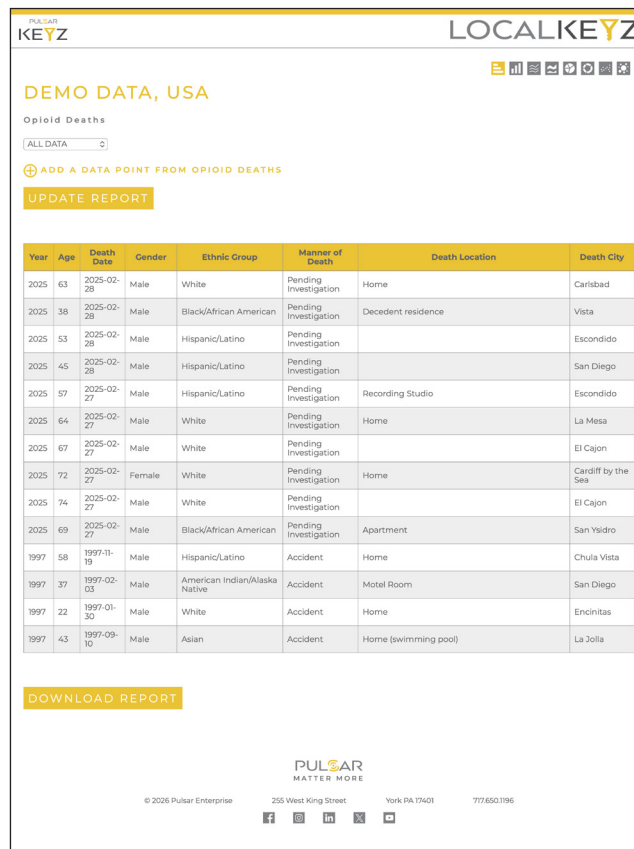 PULSAR
KEYZ
LOCALKEYZ
DEMO DATA, USA
Opioid Deaths
ALL DATA
ADD A DATA POINT FROM OPIOID DEATHS
UPDATE REPORT
Year Age Death Date Gender Ethnic Group Manner of Death Death Location Death City
2025 63 2025-02-28 Male White Pending Investigation Home Carlsbad
2025 38 2025-02-28 Male Black/African American Pending Investigation Decedent residence Vista
2025 53 2025-02-28 Male Hispanic/Latino Pending Investigation Escondido
2025 45 2025-02-28 Male Hispanic/Latino Pending Investigation San Diego
2025 57 2025-02-27 Male Hispanic/Latino Pending Investigation Recording Studio Escondido
2025 64 2025-02-27 Male White Pending Investigation Home La Mesa
2025 67 2025-02-27 Male White Pending Investigation El Cajon
2025 72 2025-02-27 Female White Pending Investigation Home Cardiff by the Sea
2025 74 2025-02-27 Male White Pending Investigation El Cajon
2025 69 2025-02-27 Male Black/African American Pending Investigation Apartment San Ysidro
1997 58 1997-11-19 Male Hispanic/Latino Accident Home Chula Vista
1997 37 1997-02-03 Male American Indian/Alaska Native Accident Motel Room San Diego
1997 22 1997-01-30 Male White Accident Home Encinitas
1997 43 1997-09-10 Male Asian Accident Home (swimming pool) La Jolla
DOWNLOAD REPORT
PULSAR
MATTER MORE
© 2026 Pulsar Enterprise 255 West King Street York PA 17401 717.650.1196